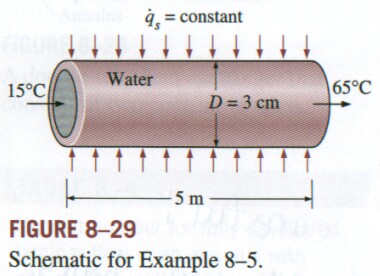 q̇ₛ = constant
15°C
Water
D = 3 cm
65°C
5 m
FIGURE 8–29
Schematic for Example 8–5.